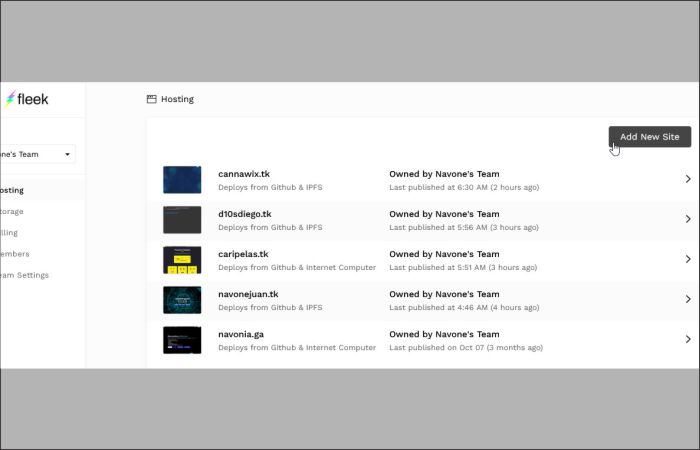 fleek
Hosting
Add New Site
one's Team
osting
torage
lling
embers
eam Settings
cannawix.tk
Deploys from Github & IPFS
Owned by Navone's Team
Last published at 6:30 AM (2 hours ago)
d10sdiego.tk
Deploys from Github & IPFS
Owned by Navone's Team
Last published at 5:56 AM (3 hours ago)
caripelas.tk
Deploys from Github & Internet Computer
Owned by Navone's Team
Last published at 5:51 AM (3 hours ago)
navonejuan.tk
Deploys from Github & IPFS
Owned by Navone's Team
Last published at 4:46 AM (4 hours ago)
navonia.ga
Deploys from Github & Internet Computer
Owned by Navone's Team
Last published on Oct 07 (3 months ago)